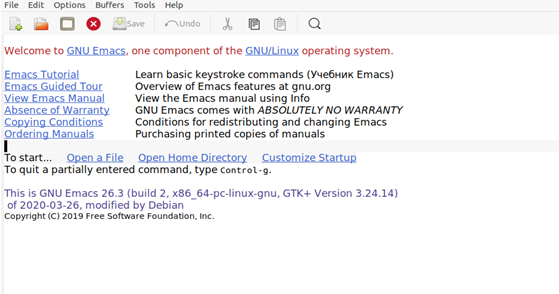 File Edit Options Buffers Tools Help
Save Undo
Welcome to GNU Emacs, one component of the GNU/Linux operating system.
Emacs Tutorial Learn basic keystroke commands (Учебник Emacs)
Emacs Guided Tour Overview of Emacs features at gnu.org
View Emacs Manual View the Emacs manual using Info
Absence of Warranty GNU Emacs comes with ABSOLUTELY NO WARRANTY
Copying Conditions Conditions for redistributing and changing Emacs
Ordering Manuals Purchasing printed copies of manuals
To start... Open a File Open Home Directory Customize Startup
To quit a partially entered command, type Control-g.
This is GNU Emacs 26.3 (build 2, x86_64-pc-linux-gnu, GTK+ Version 3.24.14)
of 2020-03-26, modified by Debian
Copyright (C) 2019 Free Software Foundation, Inc.